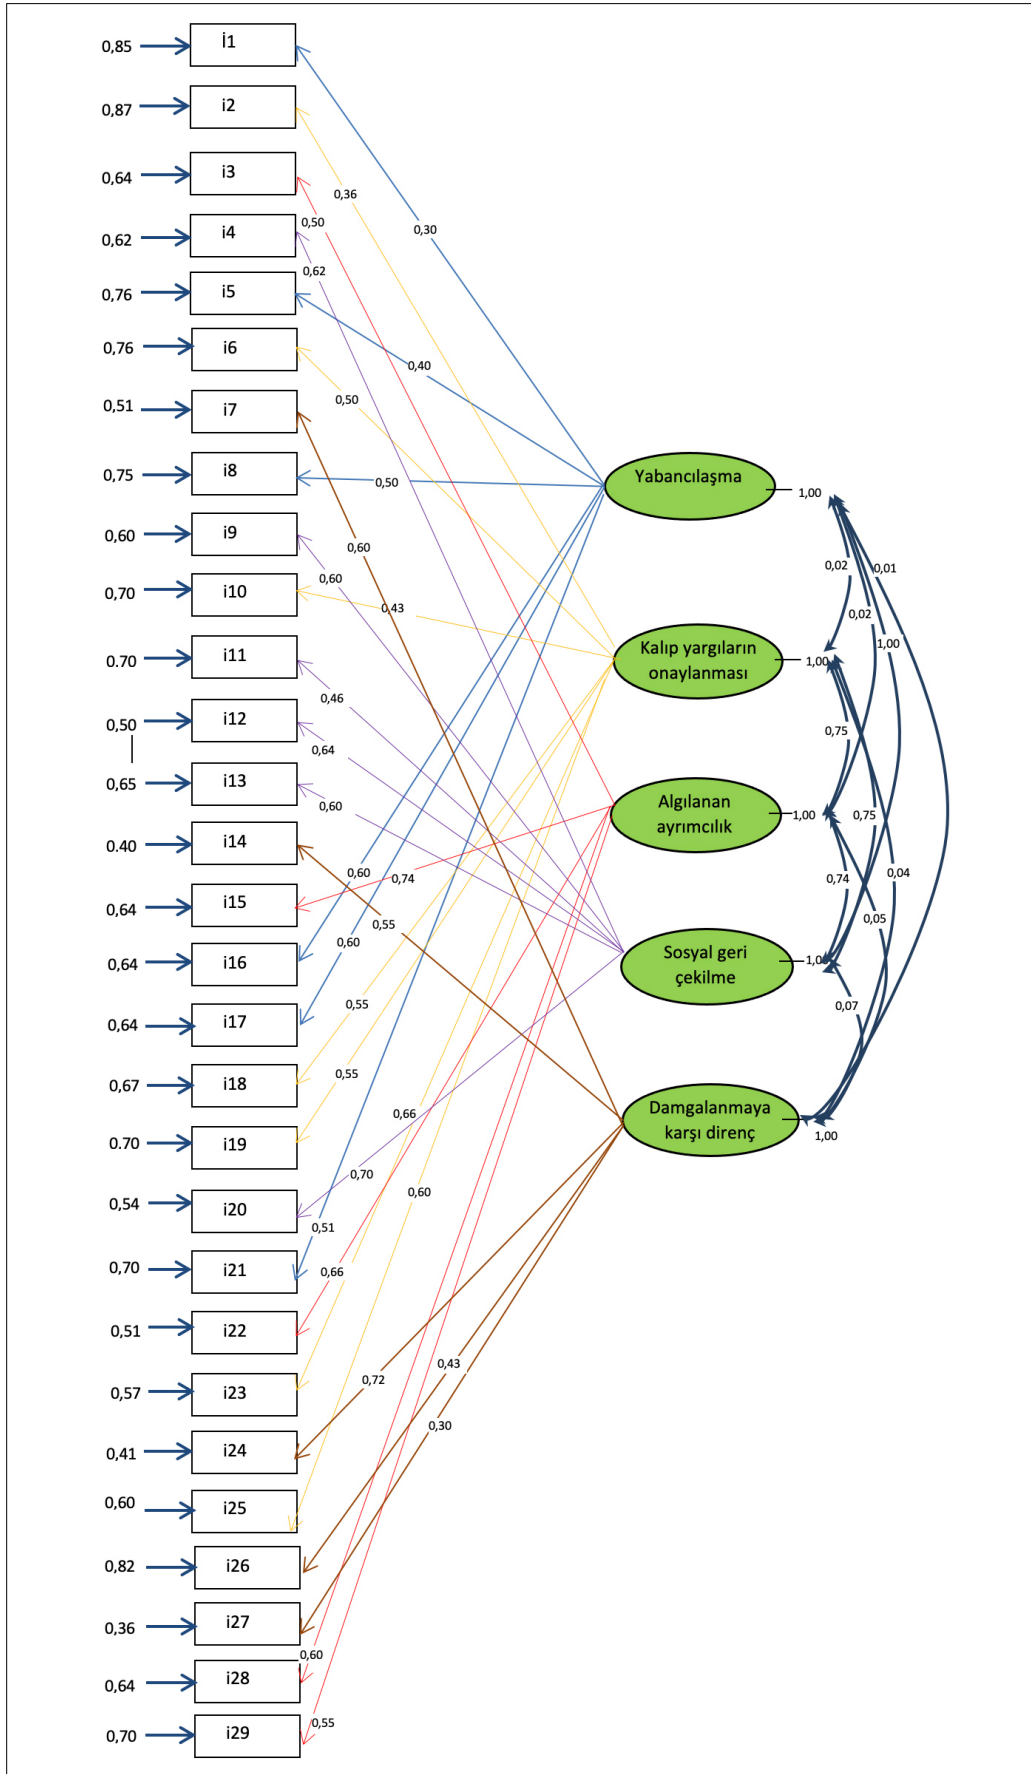 0,85
i1
0,87
i2
0,64
i3
0,62
i4
0,76
i5
0,76
i6
0,51
i7
0,75
i8
0,60
i9
0,70
i10
0.70
i11
0,50
i12
0,65
i13
0.40
i14
0,64
i15
0,64
i16
0,64
i17
0,67
i18
0.70
i19
0,54
i20
0,70
i21
0,51
i22
0,57
i23
0,41
i24
0,60
i25
0,82
i26
0,36
i27
0,64
i28
0,70
i29
0,36
0,50
0,30
0,62
0,40
0,50
0,50
0,60
0,60
0,43
0,46
0,64
0,60
0,60
0,74
0,55
0,60
0,55
0,55
0,66
0,70
0,60
0,51
0,66
0,43
0,72
0,30
0,60
0,55
Yabancılaşma
1,00
Kalıp yargıların
onaylanması
1,00
Algılanan
ayrımcılık
1,00
Sosyal geri
çekilme
Damgalanmaya
karşı direnç
1,00
0,02
0,01
0,02
1,00
0,75
0,75
0,74
0,04
0,05
0,07